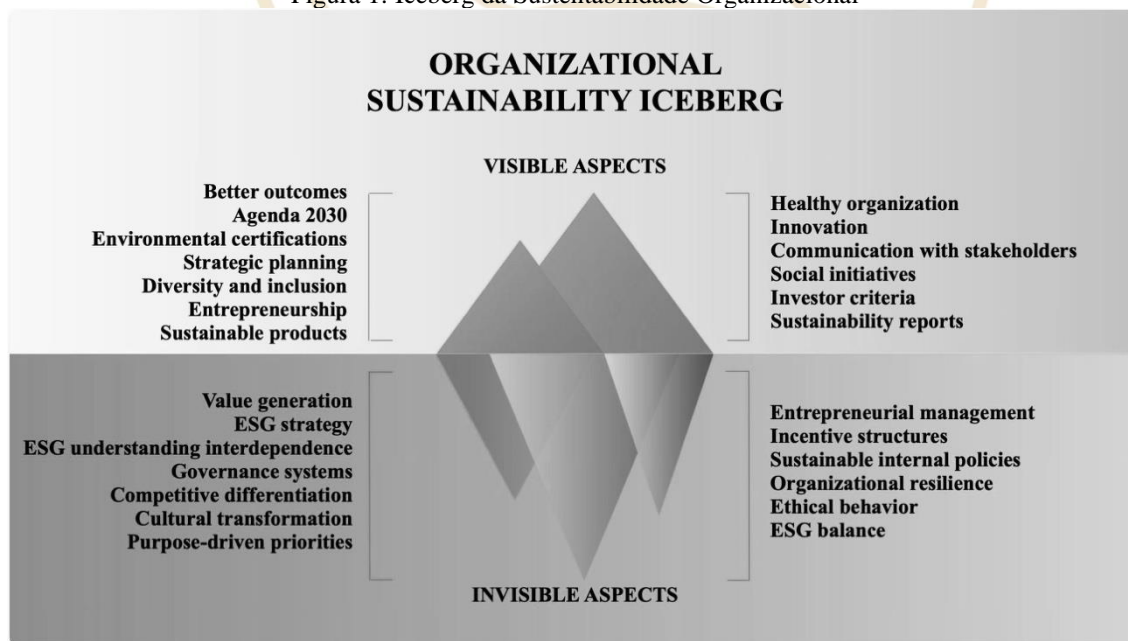 Figura 1: Iceberg da Sustentabilidade Organizacional
ORGANIZATIONAL
SUSTAINABILITY ICEBERG
VISIBLE ASPECTS
Better outcomes
Agenda 2030
Environmental certifications
Strategic planning
Diversity and inclusion
Entrepreneurship
Sustainable products
Healthy organization
Innovation
Communication with stakeholders
Social initiatives
Investor criteria
Sustainability reports
Value generation
ESG strategy
ESG understanding interdependence
Governance systems
Competitive differentiation
Cultural transformation
Purpose-driven priorities
Entrepreneurial management
Incentive structures
Sustainable internal policies
Organizational resilience
Ethical behavior
ESG balance
INVISIBLE ASPECTS